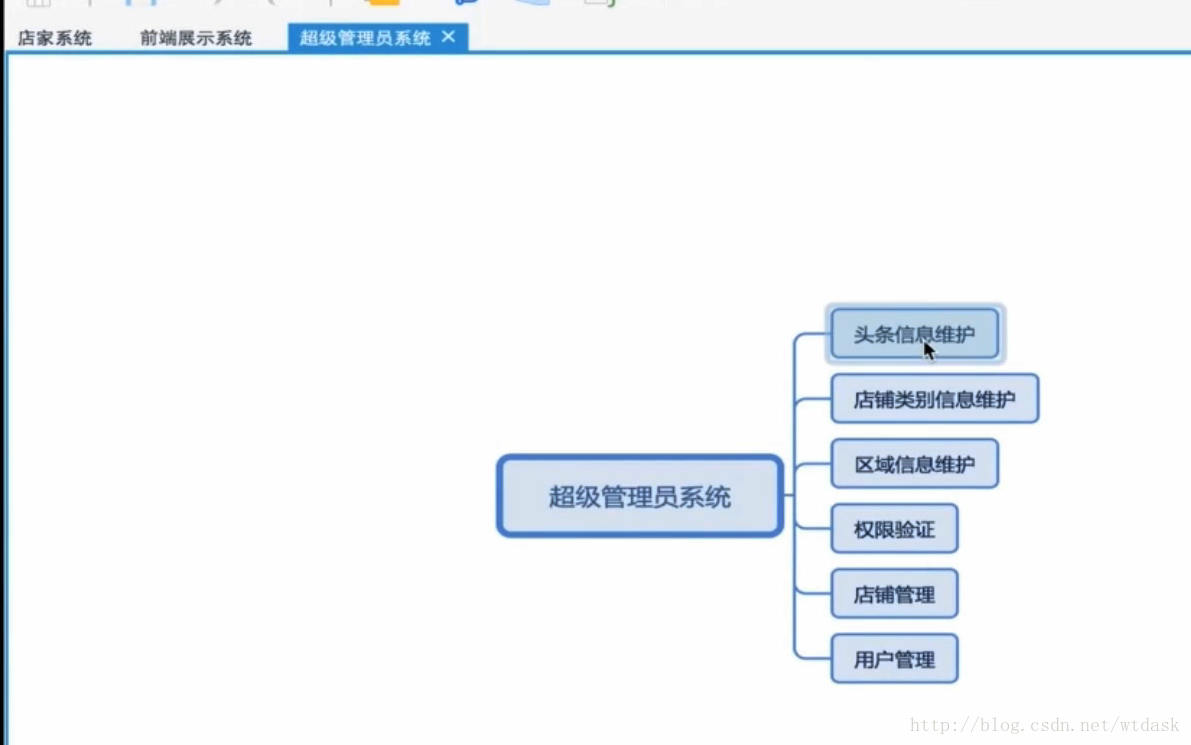 店家系统 前端展示系统 超级管理员系统
头条信息维护
店铺类别信息维护
区域信息维护
超级管理员系统
权限验证
店铺管理
用户管理
http://blog.csdn.net/wtdask